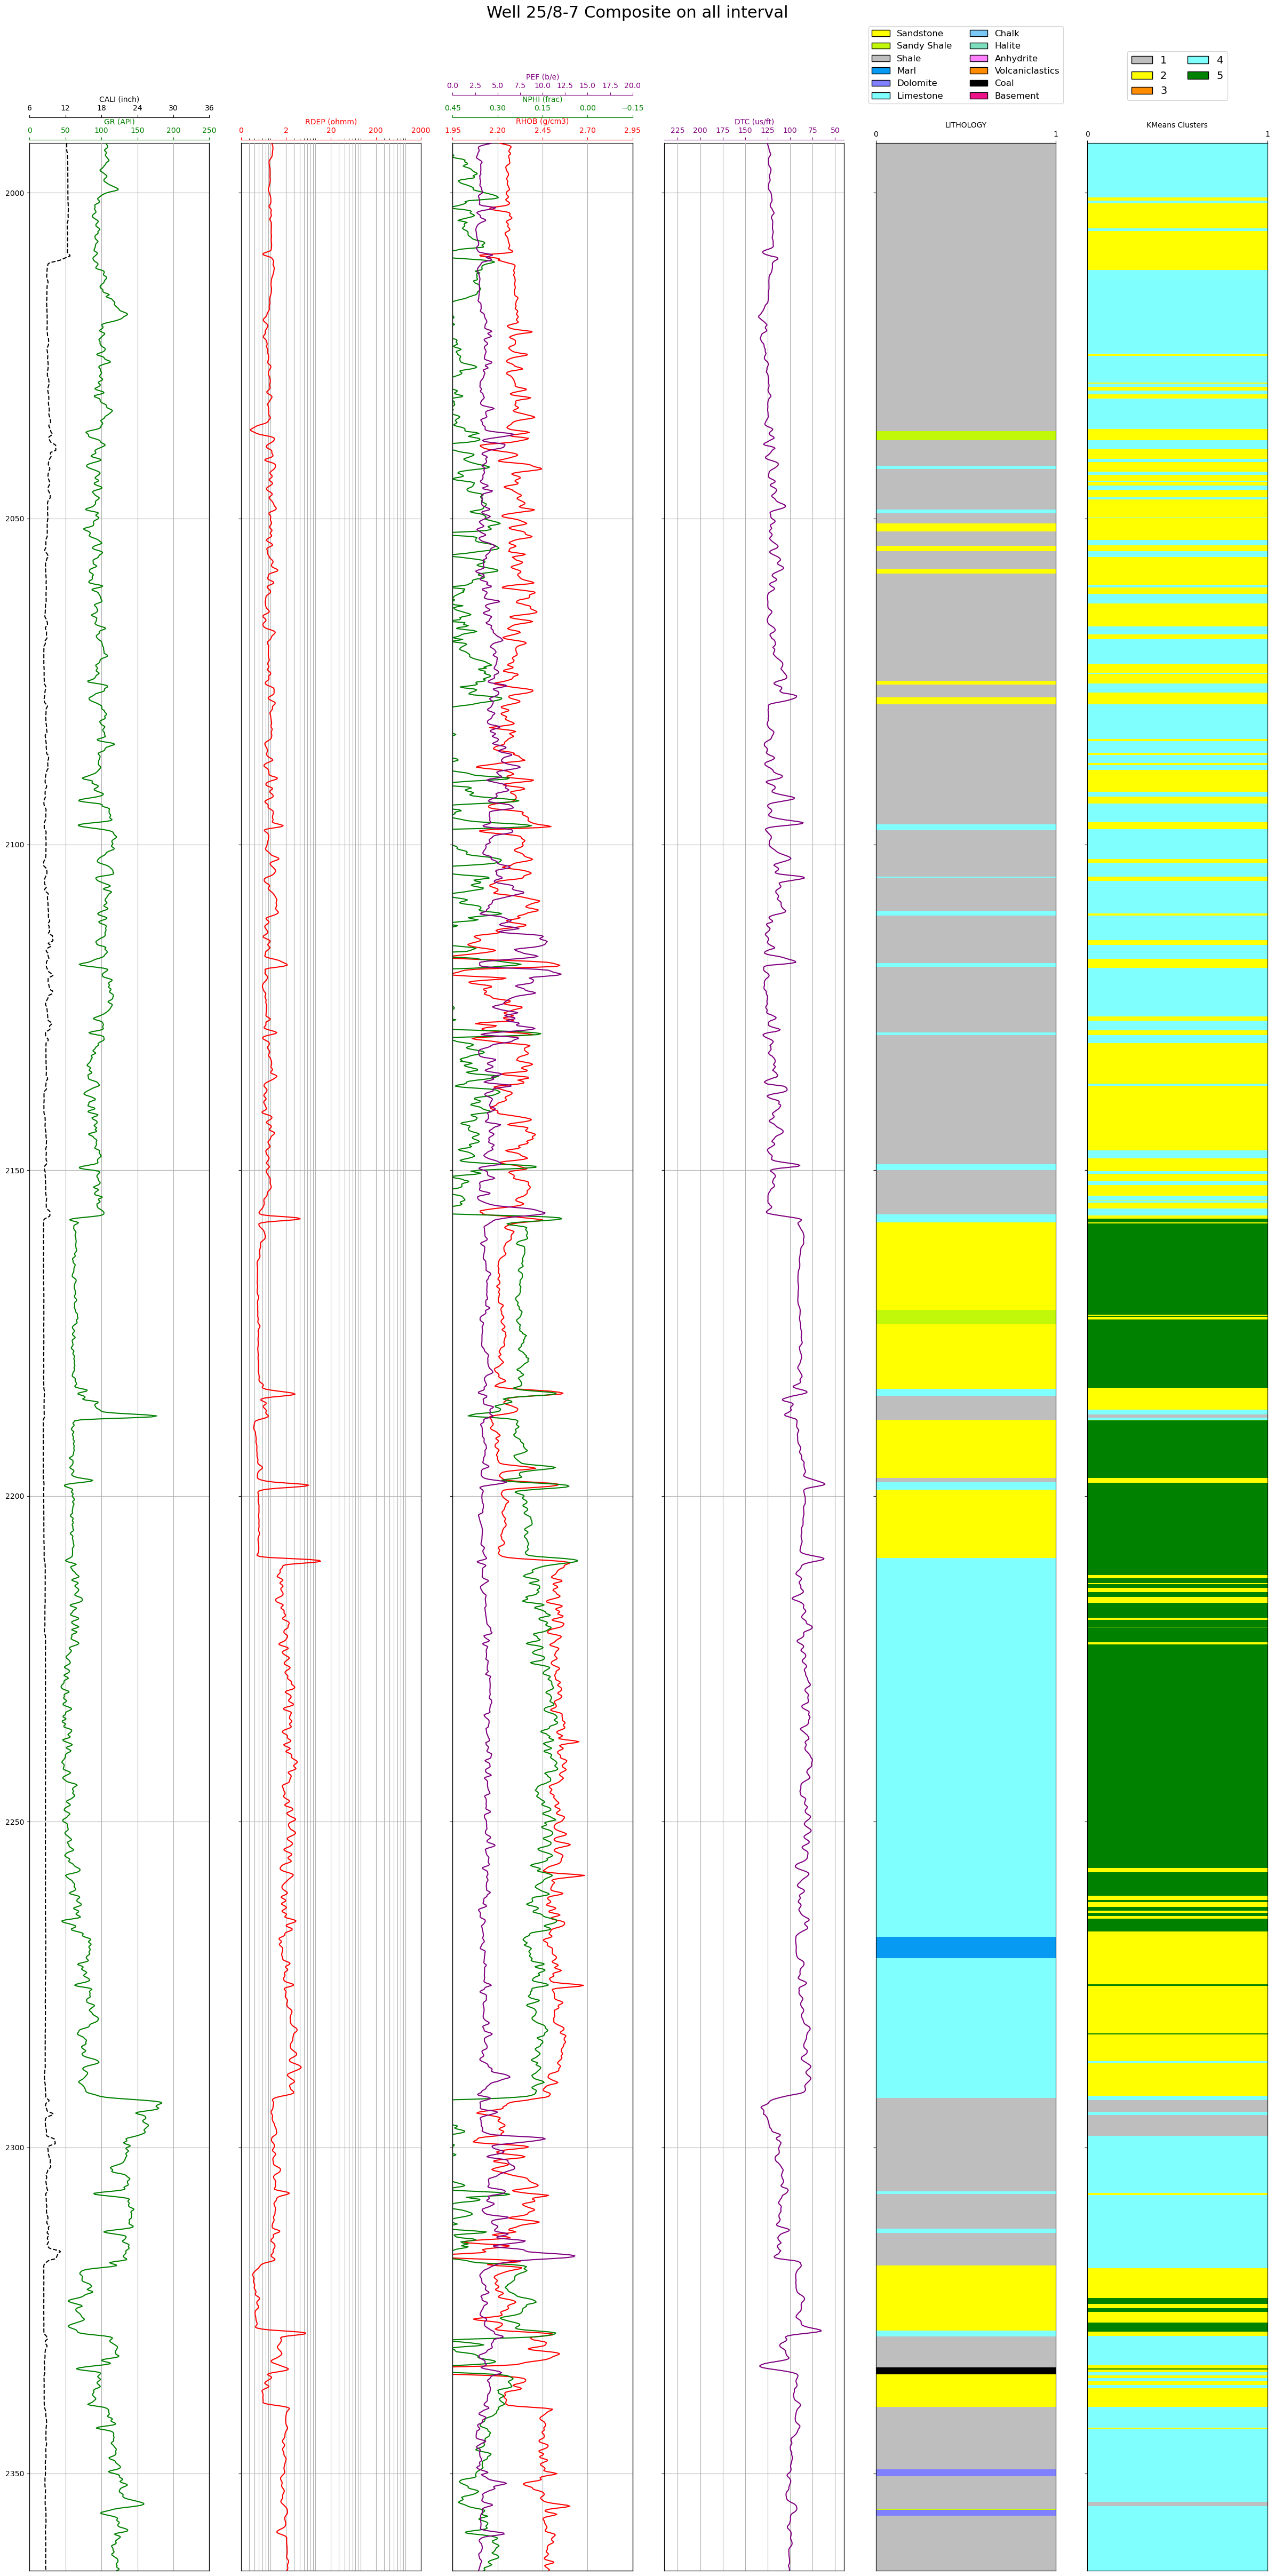 Well 25/8-7 Composite on all interval
Sandstone Chalk
Sandy Shale Halite
Shale Anhydrite
Marl Volcaniclastics
Dolomite Coal
Limestone Basement
1 4
2 5
3
PEF (b/e)
0.0 2.5 5.0 7.5 10.0 12.5 15.0 17.5 20.0
CALI (inch)
6 12 18 24 30 36
NPHI (frac)
0.45 0.30 0.15 0.00 −0.15
GR (API)
0 50 100 150 200 250
RDEP (ohmm)
0 2 20 200 2000
RHOB (g/cm3)
1.95 2.20 2.45 2.70 2.95
DTC (us/ft)
225 200 175 150 125 100 75 50
LITHOLOGY
0 1
KMeans Clusters
0 1
2000
2050
2100
2150
2200
2250
2300
2350